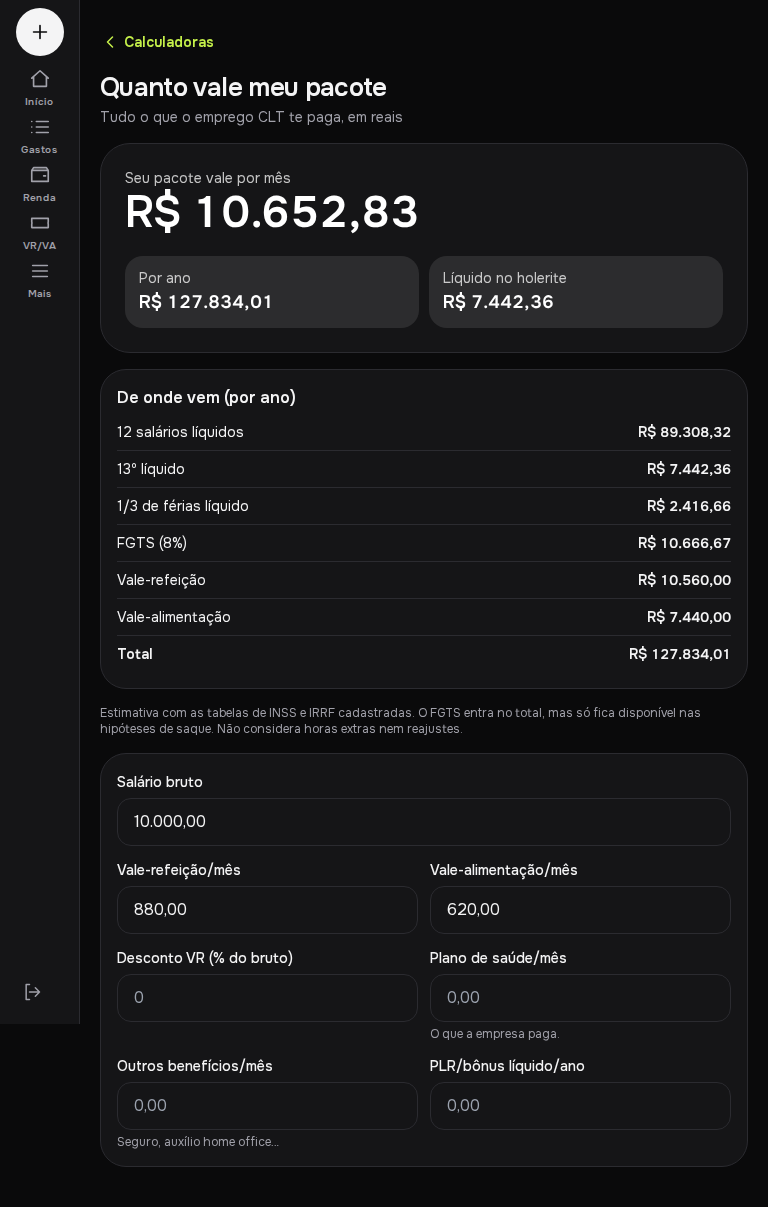 Calculadoras
Quanto vale meu pacote
Tudo o que o emprego CLT te paga, em reais
Seu pacote vale por mês
R$ 10.652,83
Por ano
R$ 127.834,01
Líquido no holerite
R$ 7.442,36
De onde vem (por ano)
12 salários líquidos R$ 89.308,32
13º líquido R$ 7.442,36
1/3 de férias líquido R$ 2.416,66
FGTS (8%) R$ 10.666,67
Vale-refeição R$ 10.560,00
Vale-alimentação R$ 7.440,00
Total R$ 127.834,01
Estimativa com as tabelas de INSS e IRRF cadastradas. O FGTS entra no total, mas só fica disponível nas
hipóteses de saque. Não considera horas extras nem reajustes.
Salário bruto
10.000,00
Vale-refeição/mês
880,00
Vale-alimentação/mês
620,00
Desconto VR (% do bruto)
0
Plano de saúde/mês
0,00
O que a empresa paga.
Outros benefícios/mês
0,00
Seguro, auxílio home office...
PLR/bônus líquido/ano
0,00
Início
Gastos
Renda
VR/VA
Mais